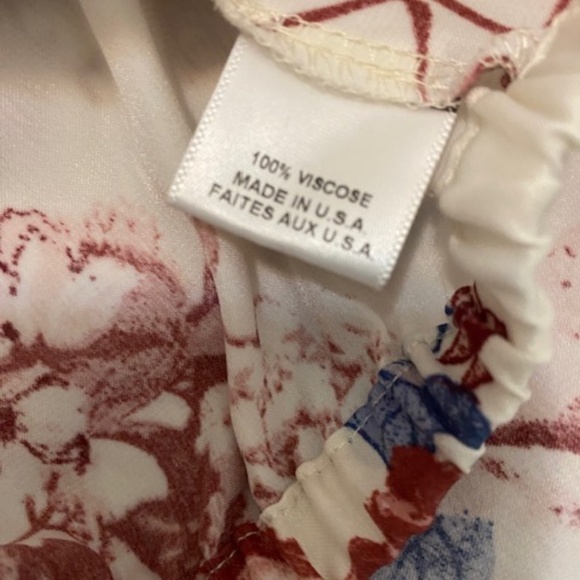 100% VISCOSE
MADE IN U.S.A.
FAITES AUX U.S.A.